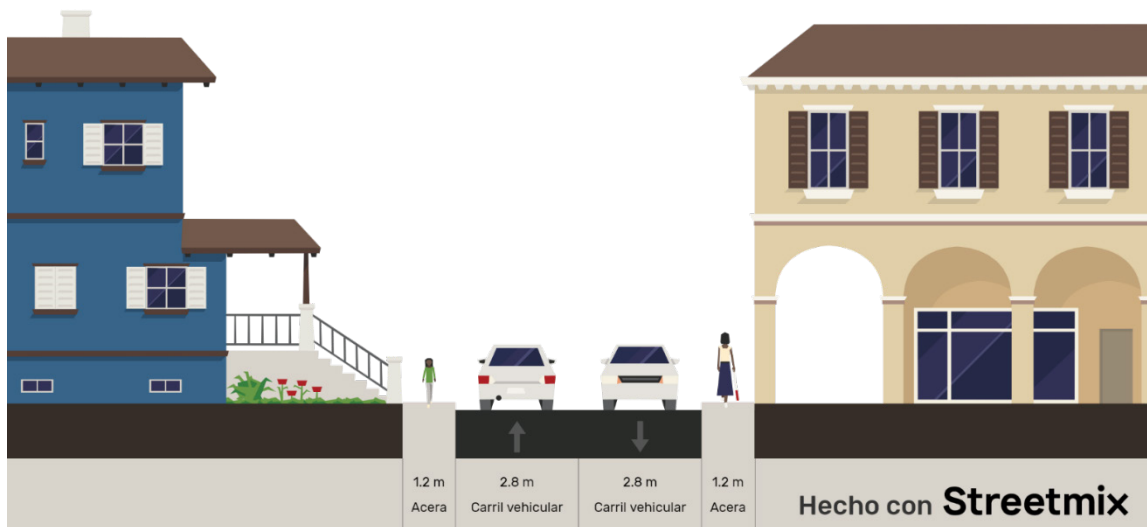 1.2 m
Acera
2.8 m
Carril vehicular
2.8 m
Carril vehicular
1.2 m
Acera
Hecho con Streetmix